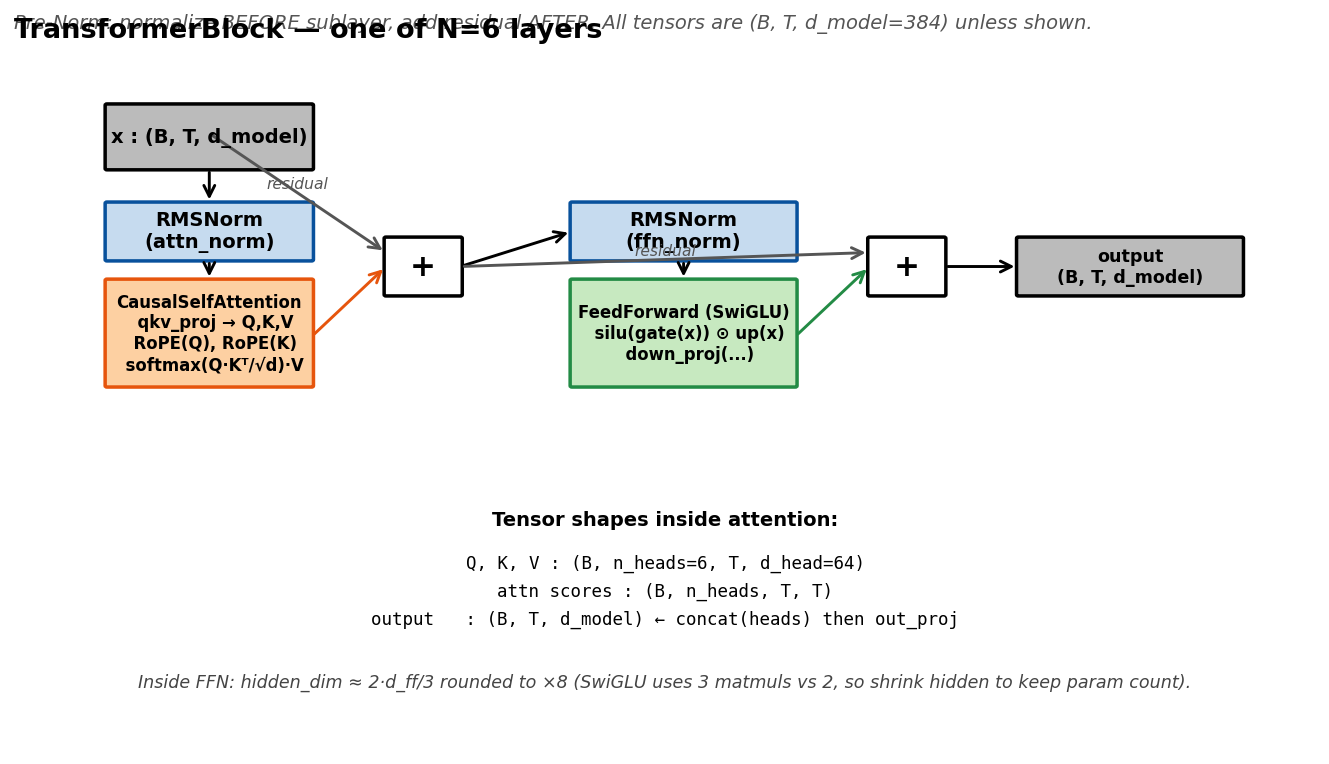 Pre-Norm: normalize BEFORE sublayer, add residual AFTER. All tensors are (B, T, d_model=384) unless shown.
TransformerBlock — one of N=6 layers
x : (B, T, d_model)
residual
RMSNorm
(attn_norm)
CausalSelfAttention
qkv_proj → Q,K,V
RoPE(Q), RoPE(K)
softmax(Q·Kᵀ/√d)·V
+
RMSNorm
(ffn_norm)
residual
FeedForward (SwiGLU)
silu(gate(x)) ⊙ up(x)
down_proj(...)
+
output
(B, T, d_model)
Tensor shapes inside attention:
Q, K, V : (B, n_heads=6, T, d_head=64)
attn scores : (B, n_heads, T, T)
output   : (B, T, d_model) ← concat(heads) then out_proj
Inside FFN: hidden_dim ≈ 2·d_ff/3 rounded to ×8 (SwiGLU uses 3 matmuls vs 2, so shrink hidden to keep param count).